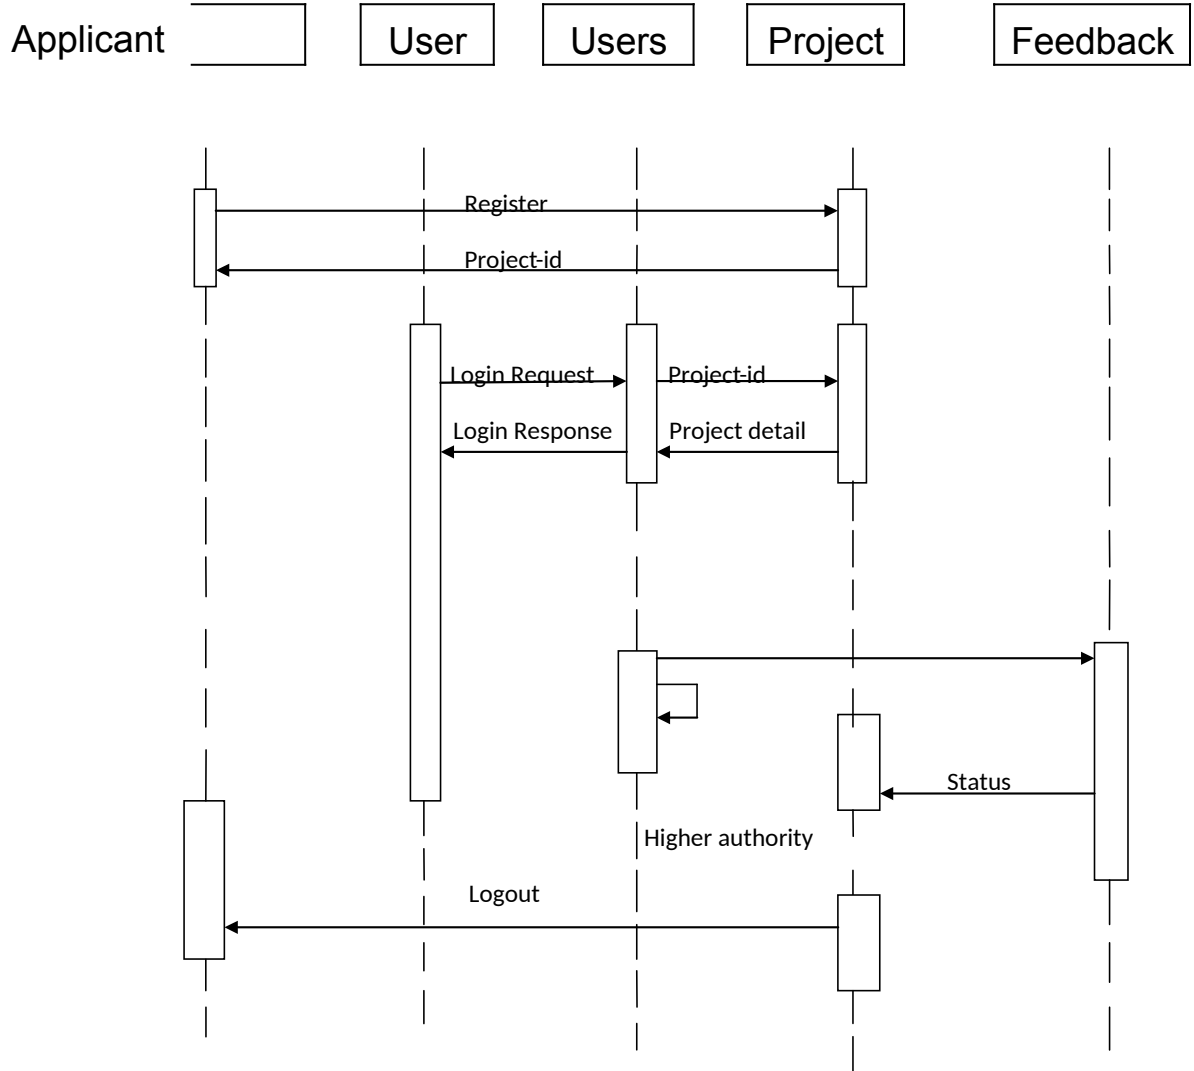 Applicant
User
Users
Project
Feedback
Register
Project-id
Login Request
Project-id
Login Response
Project detail
Status
Higher authority
Logout